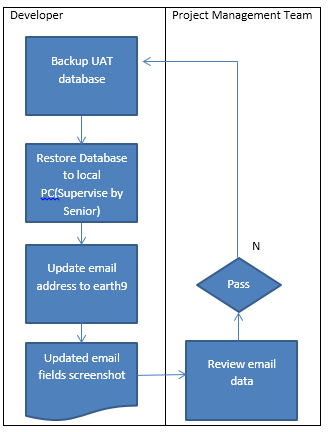 Developer
Project Management Team
Backup UAT
database
Restore Database
to local
PC(Supervise by
Senior)
Update email
address to earth9
Updated email
fields screenshot
Review email
data
Pass
N